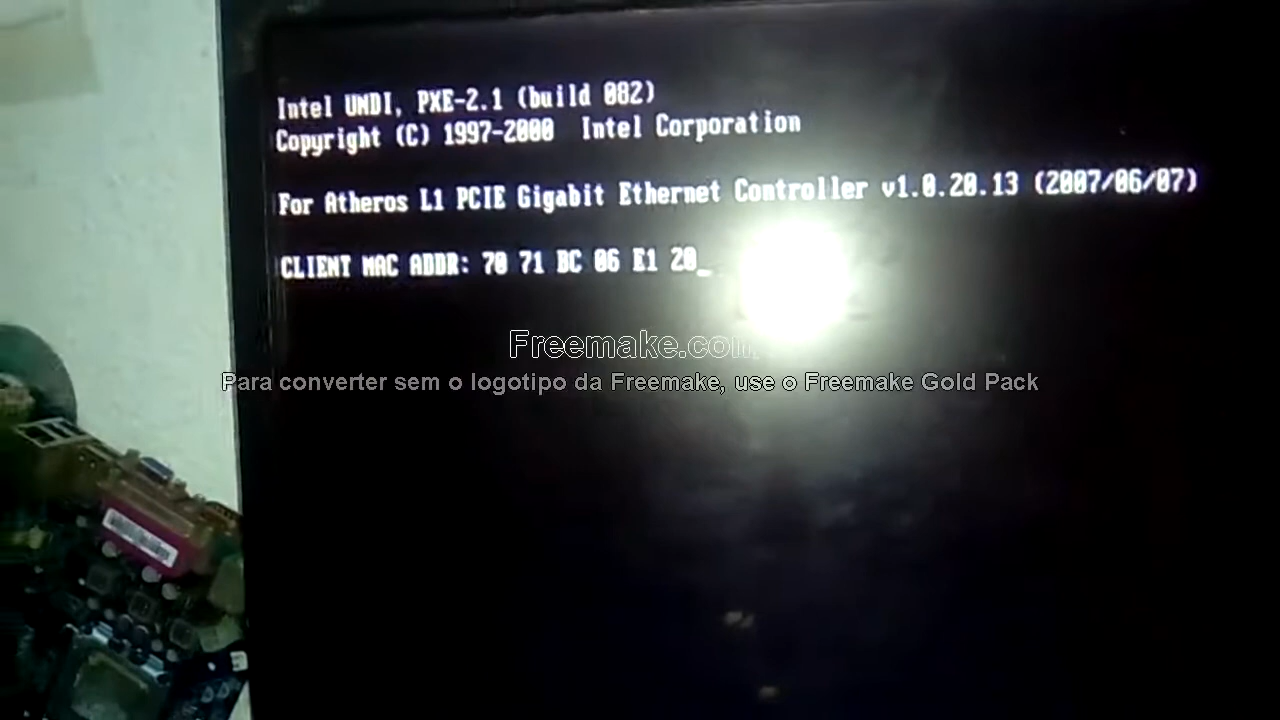 Intel UNDI, PXE-2.1 (build 082)
Copyright (C) 1997-2000 Intel Corporation
For Atheros L1 PCIE Gigabit Ethernet Controller v1.0.20.13 (2007/06/07)
CLIENT MAC ADDR: 70 71 BC 06 E1 20_
Freemake.com
Para converter sem o logotipo da Freemake, use o Freemake Gold Pack